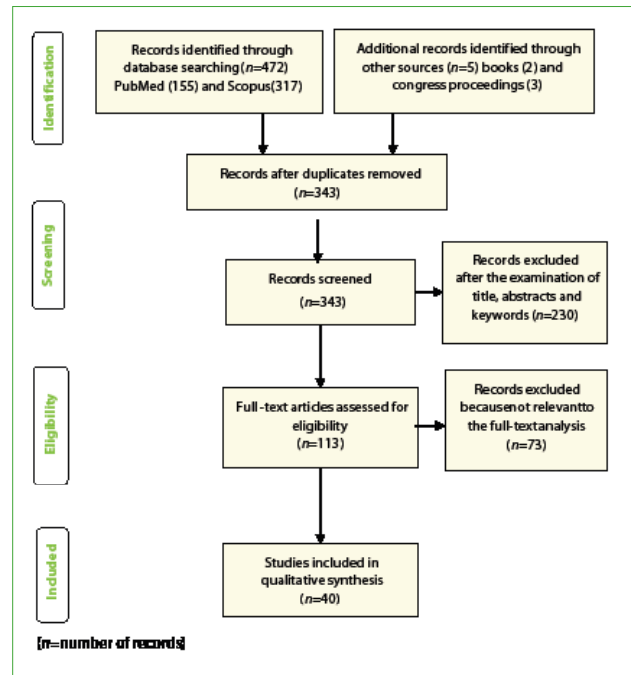 Identification
Records identified through
database searching(n=472)
PubMed (155) and Scopus(317)
Additional records identified through
other sources (n=5) books (2) and
congress proceedings (3)
Records after duplicates removed
(n=343)
Screening
Records screened
(n=343)
Records excluded
after the examination of
title, abstracts and
keywords (n=230)
Eligibility
Full-text articles assessed for
eligibility
(n=113)
Records excluded
becausenot relevantto
the full-textanalysis
(n=73)
Included
Studies included in
qualitative synthesis
(n=40)
[n=number of records]